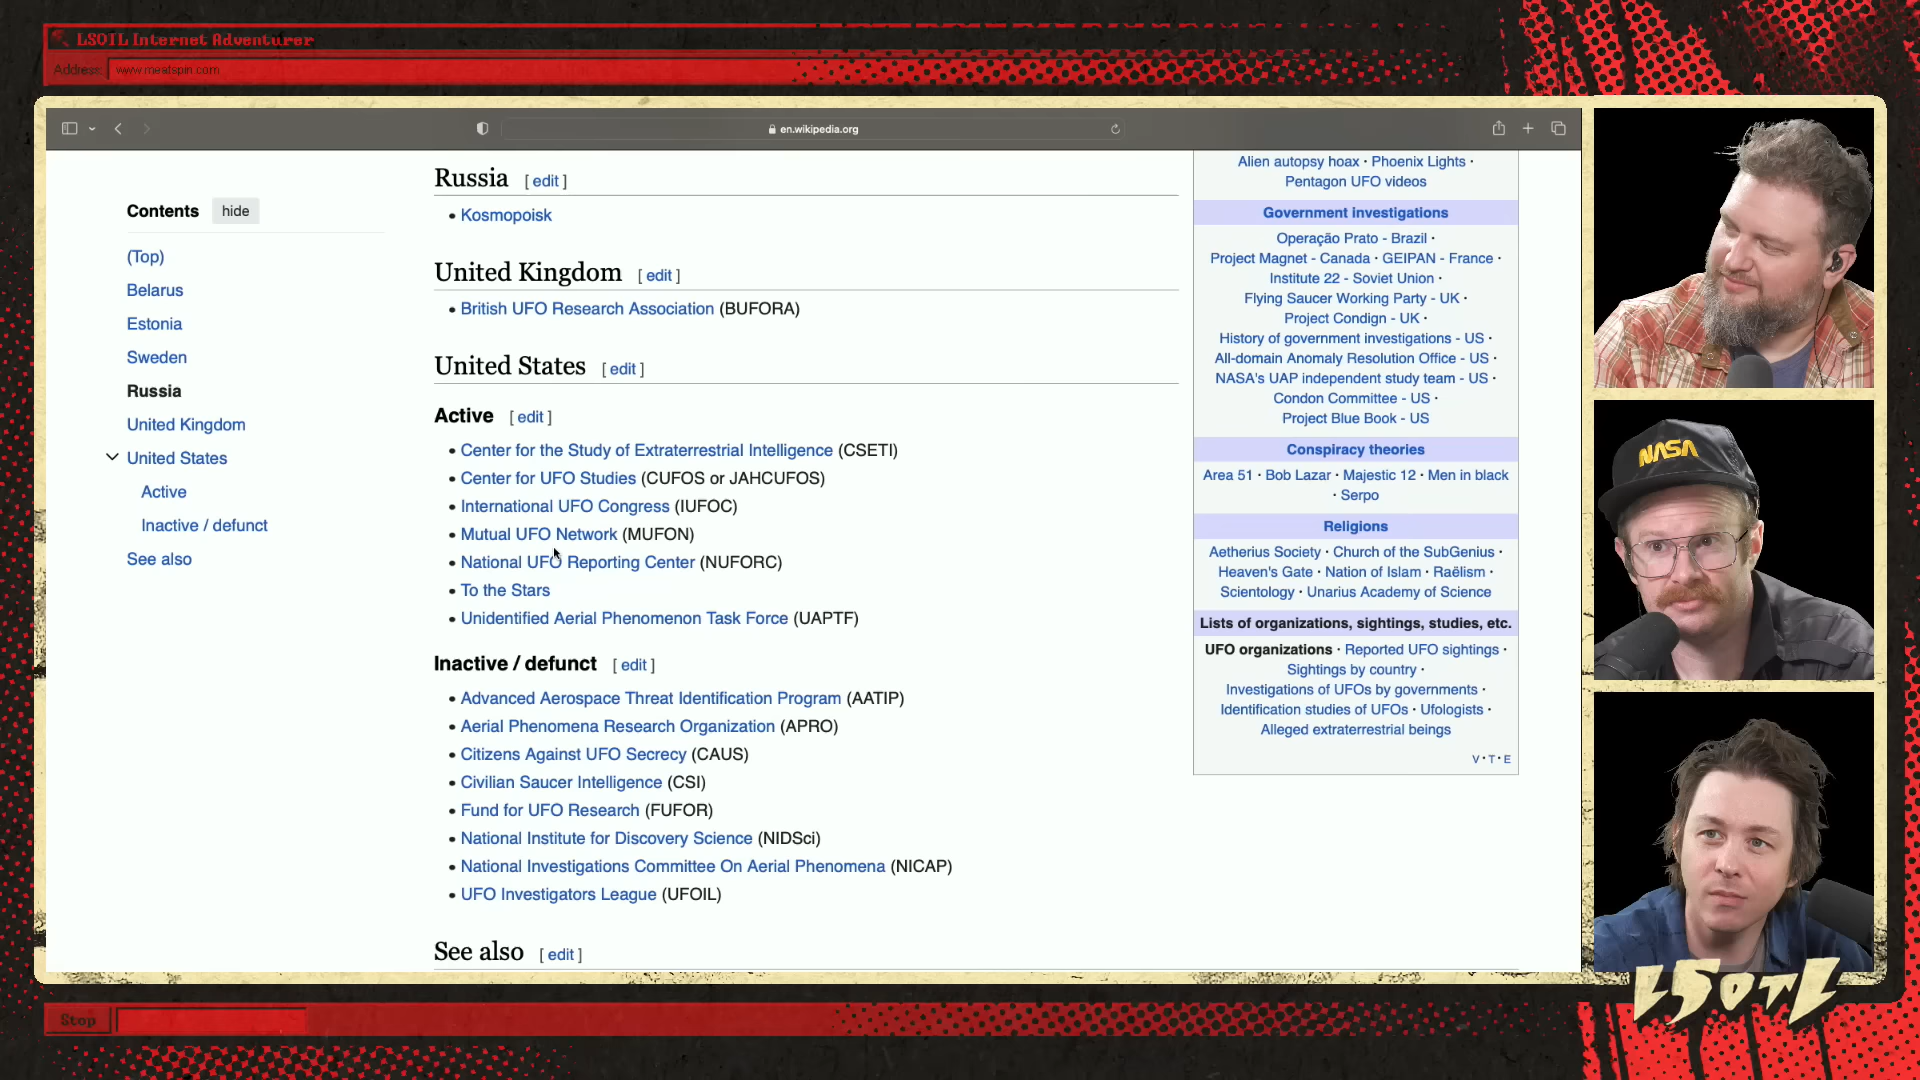 LSOTL Internet Adventurer
Address: www.meatspin.com
en.wikipedia.org
Contents hide
(Top)
Belarus
Estonia
Sweden
Russia
United Kingdom
United States
Active
Inactive / defunct
See also
Russia [ edit ]
• Kosmopoisk
United Kingdom [ edit ]
• British UFO Research Association (BUFORA)
United States [ edit ]
Active [ edit ]
• Center for the Study of Extraterrestrial Intelligence (CSETI)
• Center for UFO Studies (CUFOS or JAHCUFOS)
• International UFO Congress (IUFOC)
• Mutual UFO Network (MUFON)
• National UFO Reporting Center (NUFORC)
• To the Stars
• Unidentified Aerial Phenomenon Task Force (UAPTF)
Inactive / defunct [ edit ]
• Advanced Aerospace Threat Identification Program (AATIP)
• Aerial Phenomena Research Organization (APRO)
• Citizens Against UFO Secrecy (CAUS)
• Civilian Saucer Intelligence (CSI)
• Fund for UFO Research (FUFOR)
• National Institute for Discovery Science (NIDSci)
• National Investigations Committee On Aerial Phenomena (NICAP)
• UFO Investigators League (UFOIL)
See also [ edit ]
Alien autopsy hoax · Phoenix Lights ·
Pentagon UFO videos
Government investigations
Operação Prato - Brazil ·
Project Magnet - Canada · GEIPAN - France ·
Institute 22 - Soviet Union ·
Flying Saucer Working Party - UK ·
Project Condign - UK ·
History of government investigations - US ·
All-domain Anomaly Resolution Office - US ·
NASA's UAP independent study team - US ·
Condon Committee - US ·
Project Blue Book - US
Conspiracy theories
Area 51 · Bob Lazar · Majestic 12 · Men in black
· Serpo
Religions
Aetherius Society · Church of the SubGenius ·
Heaven's Gate · Nation of Islam · Raëlism ·
Scientology · Unarius Academy of Science
Lists of organizations, sightings, studies, etc.
UFO organizations · Reported UFO sightings ·
Sightings by country ·
Investigations of UFOs by governments ·
Identification studies of UFOs · Ufologists ·
Alleged extraterrestrial beings
V · T · E
NASA
LSOTL
Stop